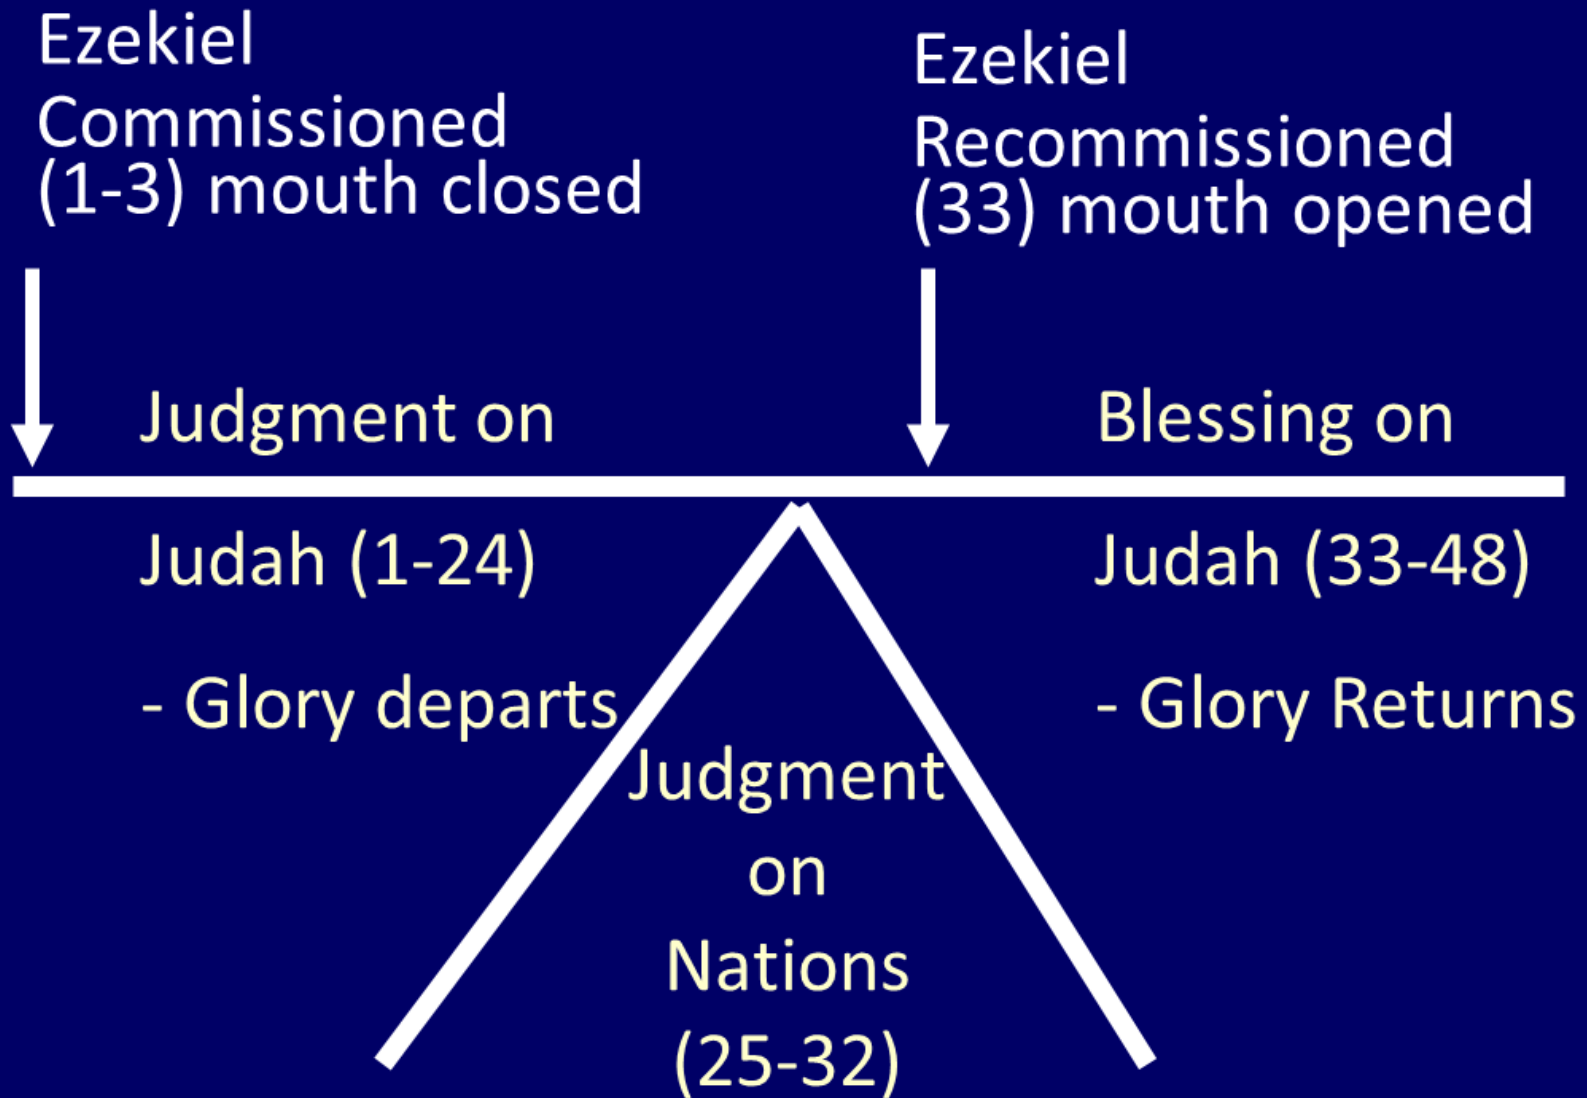 Ezekiel
Commissioned
(1-3) mouth closed
Ezekiel
Recommissioned
(33) mouth opened
Judgment on
Judah (1-24)
- Glory departs
Blessing on
Judah (33-48)
- Glory Returns
Judgment
on
Nations
(25-32)